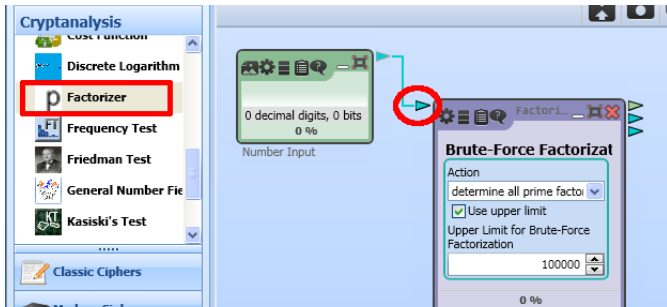 Cryptanalysis
Cost Function
Discrete Logarithm
p Factorizer
FT Frequency Test
Friedman Test
General Number Fie
KT Kasiski's Test
Classic Ciphers
0 decimal digits, 0 bits
0 %
Number Input
Factori...
Brute-Force Factorizat
Action
determine all prime factor
Use upper limit
Upper Limit for Brute-Force
Factorization
100000
0 %